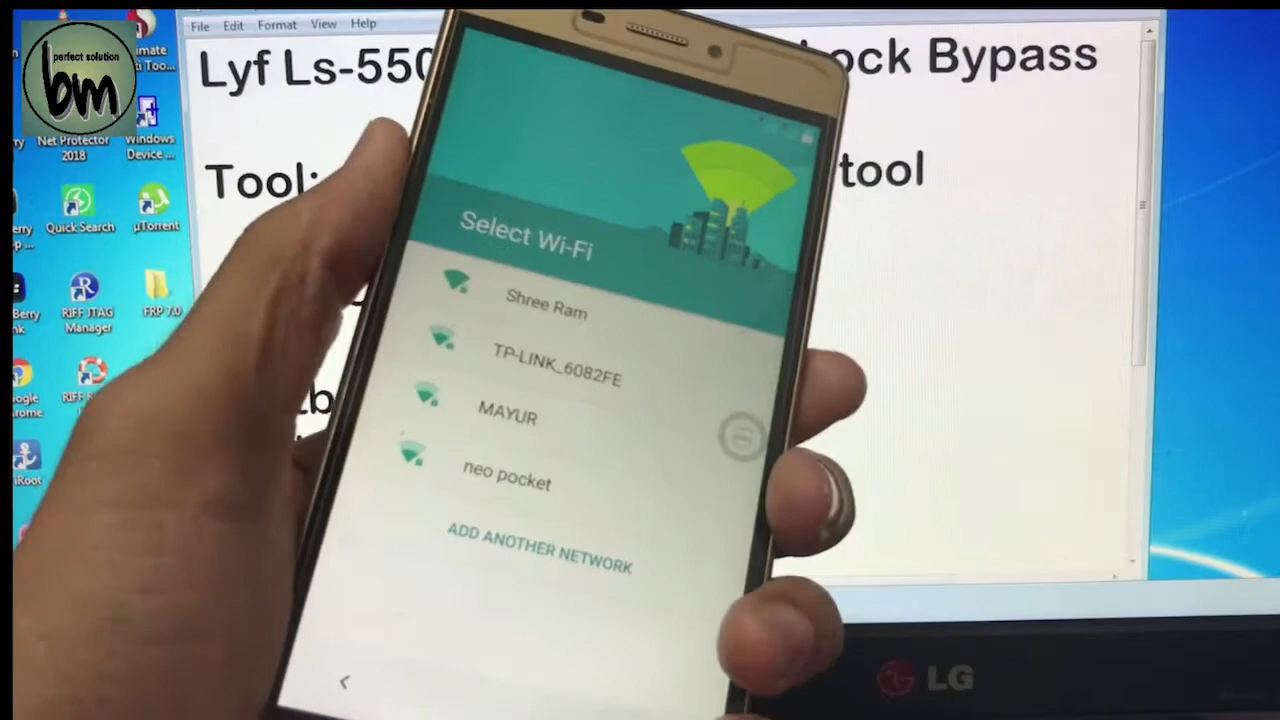 File Edit Format View Help
perfect solution
bm
Lyf Ls-550
ock Bypass
Net Protector
2018
Windows
Device ...
Tool:
tool
Quick Search
µTorrent
RIFF JTAG
Manager
FRP 7.0
Select Wi-Fi
Shree Ram
TP-LINK_6082FE
MAYUR
neo pocket
ADD ANOTHER NETWORK
LG